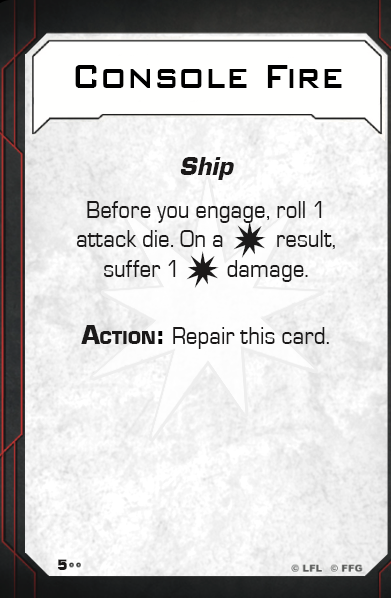 Console Fire
Ship
Before you engage, roll 1
attack die. On a result,
suffer 1 damage.
Action: Repair this card.
5••
© LFL © FFG